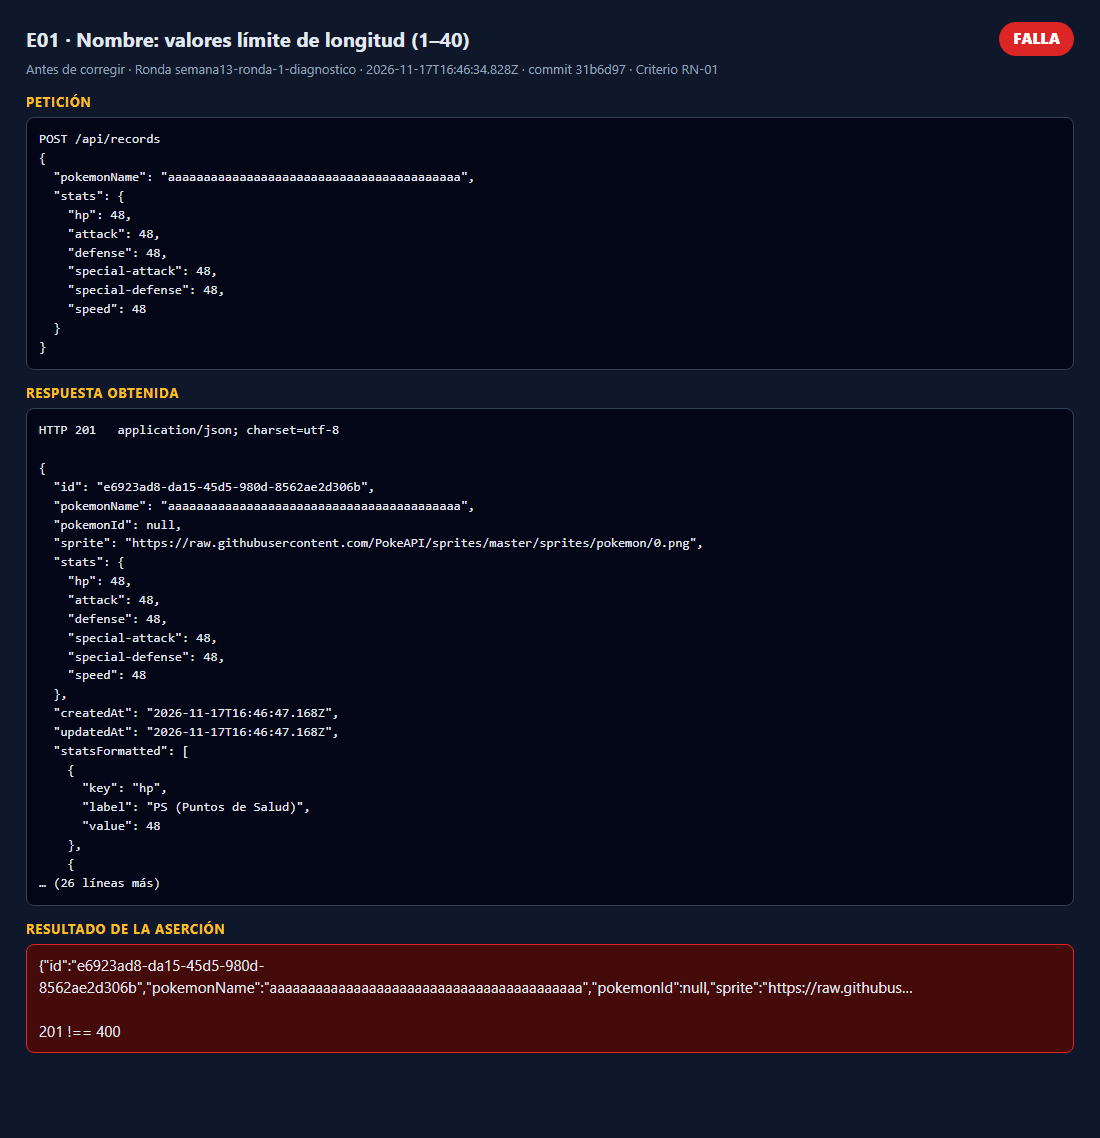 E01 · Nombre: valores límite de longitud (1–40)
FALLA
Antes de corregir · Ronda semana13-ronda-1-diagnostico · 2026-11-17T16:46:34.828Z · commit 31b6d97 · Criterio RN-01
PETICIÓN
POST /api/records
{
"pokemonName": "aaaaaaaaaaaaaaaaaaaaaaaaaaaaaaaaaaaaaaaaa",
"stats": {
"hp": 48,
"attack": 48,
"defense": 48,
"special-attack": 48,
"special-defense": 48,
"speed": 48
}
}
RESPUESTA OBTENIDA
HTTP 201   application/json; charset=utf-8
{
"id": "e6923ad8-da15-45d5-980d-8562ae2d306b",
"pokemonName": "aaaaaaaaaaaaaaaaaaaaaaaaaaaaaaaaaaaaaaaaa",
"pokemonId": null,
"sprite": "https://raw.githubusercontent.com/PokeAPI/sprites/master/sprites/pokemon/0.png",
"stats": {
"hp": 48,
"attack": 48,
"defense": 48,
"special-attack": 48,
"special-defense": 48,
"speed": 48
},
"createdAt": "2026-11-17T16:46:47.168Z",
"updatedAt": "2026-11-17T16:46:47.168Z",
"statsFormatted": [
{
"key": "hp",
"label": "PS (Puntos de Salud)",
"value": 48
},
{
… (26 líneas más)
RESULTADO DE LA ASERCIÓN
{"id":"e6923ad8-da15-45d5-980d-
8562ae2d306b","pokemonName":"aaaaaaaaaaaaaaaaaaaaaaaaaaaaaaaaaaaaaaaaa","pokemonId":null,"sprite":"https://raw.githubus...
201 !== 400